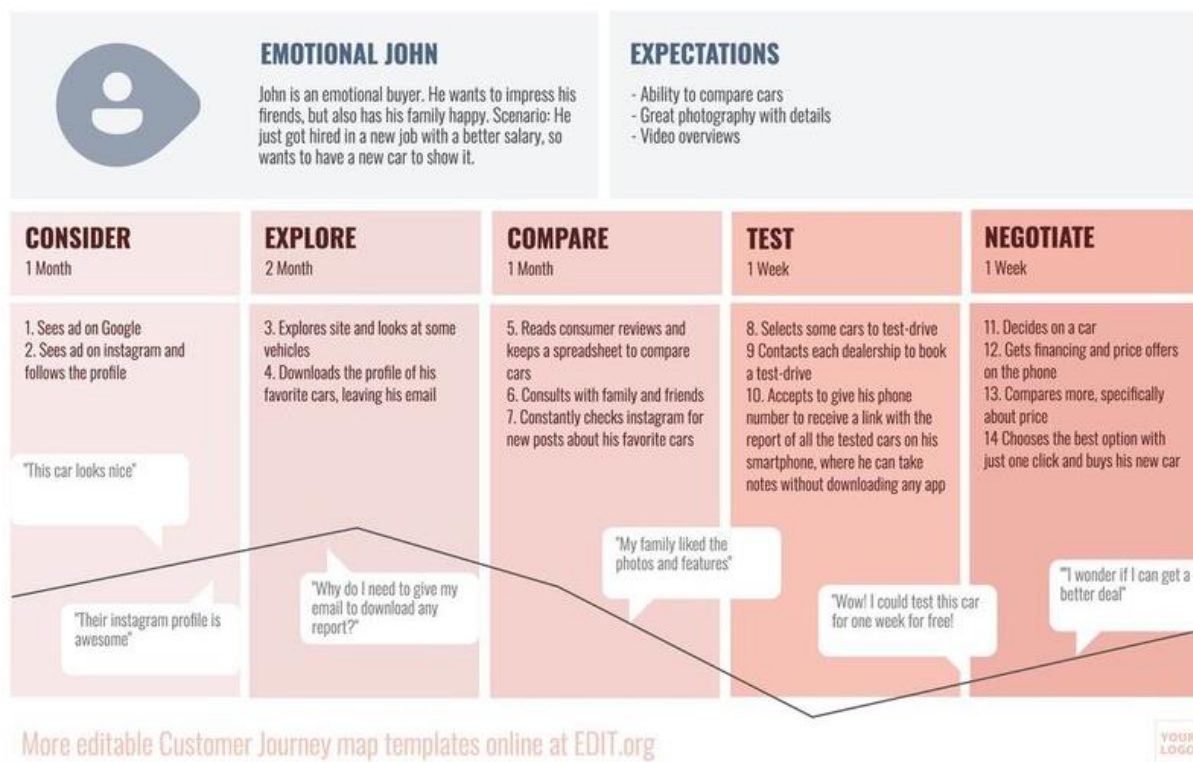 EMOTIONAL JOHN
John is an emotional buyer. He wants to impress his
firends, but also has his family happy. Scenario: He
just got hired in a new job with a better salary, so
wants to have a new car to show it.
EXPECTATIONS
- Ability to compare cars
- Great photography with details
- Video overviews
CONSIDER
1 Month
1. Sees ad on Google
2. Sees ad on instagram and
follows the profile
"This car looks nice"
"Their instagram profile is
awesome"
EXPLORE
2 Month
3. Explores site and looks at some
vehicles
4. Downloads the profile of his
favorite cars, leaving his email
"Why do I need to give my
email to download any
report?"
COMPARE
1 Month
5. Reads consumer reviews and
keeps a spreadsheet to compare
cars
6. Consults with family and friends
7. Constantly checks instagram for
new posts about his favorite cars
"My family liked the
photos and features"
TEST
1 Week
8. Selects some cars to test-drive
9 Contacts each dealership to book
a test-drive
10. Accepts to give his phone
number to receive a link with the
report of all the tested cars on his
smartphone, where he can take
notes without downloading any app
"Wow! I could test this car
for one week for free!
NEGOTIATE
1 Week
11. Decides on a car
12. Gets financing and price offers
on the phone
13. Compares more, specifically
about price
14 Chooses the best option with
just one click and buys his new car
""I wonder if I can get a
better deal"
More editable Customer Journey map templates online at EDIT.org
YOUR
LOGO